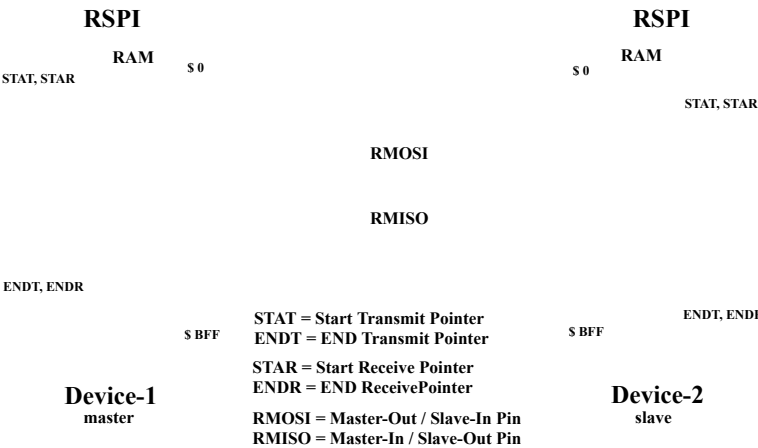 RSPI
RSPI
RAM
RAM
$ 0
$ 0
STAT, STAR
STAT, STAR
RMOSI
RMISO
ENDT, ENDR
ENDT, END
STAT = Start Transmit Pointer
ENDT = END Transmit Pointer
$ BFF
$ BFF
STAR = Start Receive Pointer
ENDR = END ReceivePointer
Device-1
master
Device-2
slave
RMOSI = Master-Out / Slave-In Pin
RMISO = Master-In / Slave-Out Pin